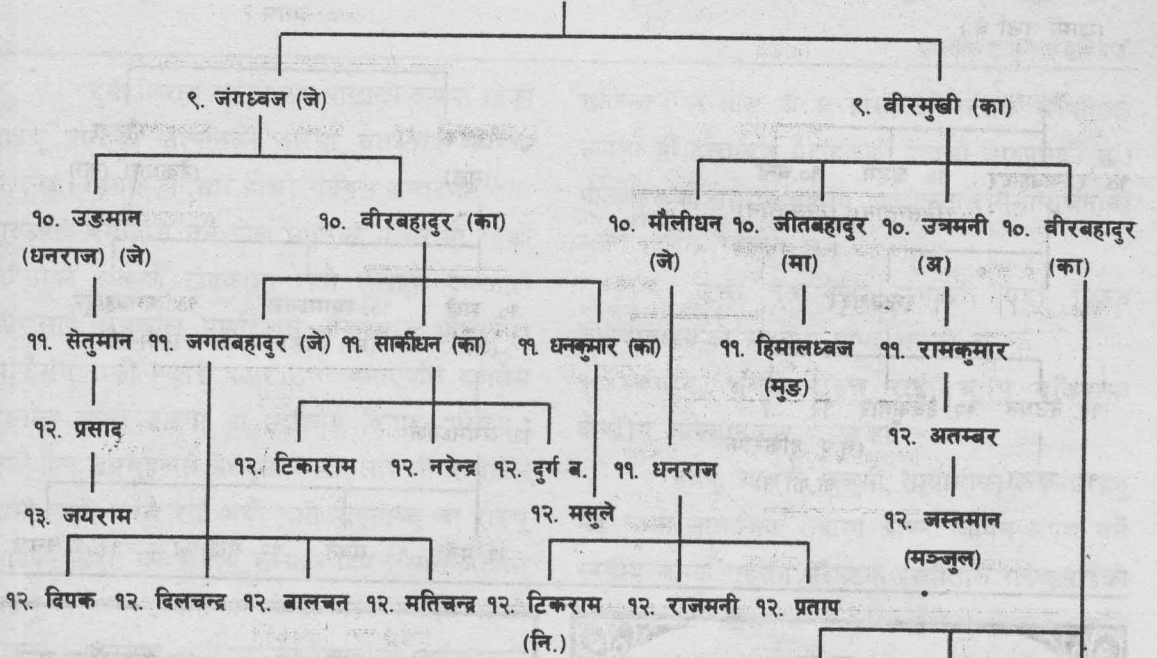 ९. जंगध्वज (जे)
९. वीरमुखी (का)
१०. उङमान १०. वीरबहादुर (का) १०. मौलीधन १०. जीतबहादुर १०. उत्रमनी १०. वीरबहादुर
(धनराज) (जे) (जे) (मा) (अ) (का)
११. सेतुमान ११. जगतबहादुर (जे) ११. सार्कीधन (का) ११. धनकुमार (का) ११. हिमालध्वज ११. रामकुमार
(मुङ)
१२. प्रसाद १२. अतम्बर
१२. टिकाराम १२. नरेन्द्र १२. दुर्ग ब. ११. धनराज
१३. जयराम १२. मसुले १२. जस्तमान
(मञ्जुल)
१२. दिपक १२. दिलचन्द्र १२. बालचन १२. मतिचन्द्र १२. टिकराम १२. राजमनी १२. प्रताप
(नि.)